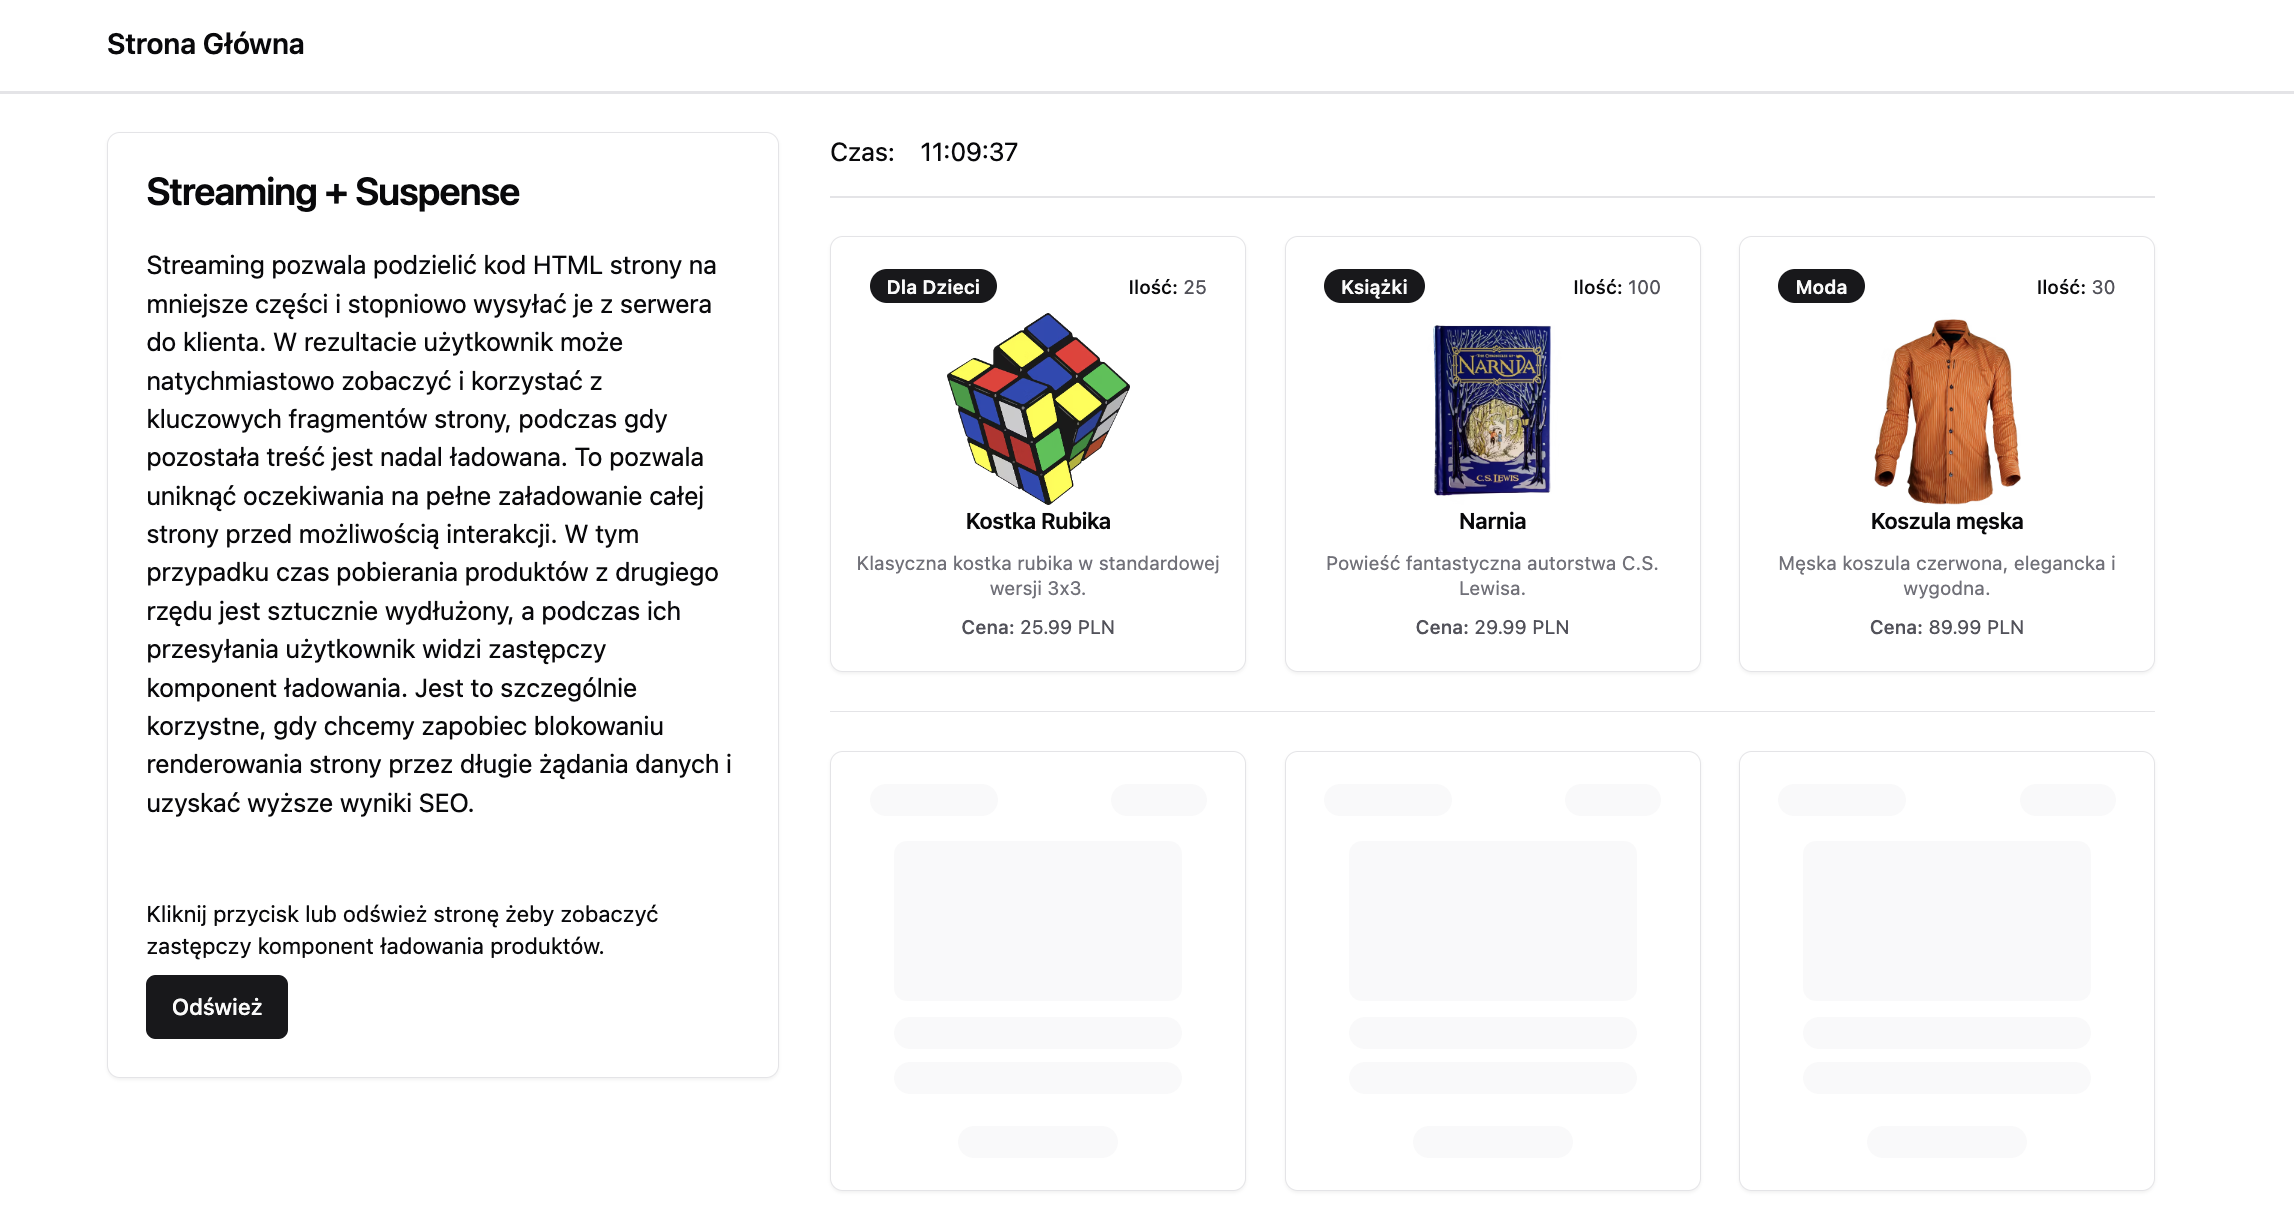 Strona Główna
Streaming + Suspense
Streaming pozwala podzielić kod HTML strony na
mniejsze części i stopniowo wysyłać je z serwera
do klienta. W rezultacie użytkownik może
natychmiastowo zobaczyć i korzystać z
kluczowych fragmentów strony, podczas gdy
pozostała treść jest nadal ładowana. To pozwala
uniknąć oczekiwania na pełne załadowanie całej
strony przed możliwością interakcji. W tym
przypadku czas pobierania produktów z drugiego
rzędu jest sztucznie wydłużony, a podczas ich
przesyłania użytkownik widzi zastępczy
komponent ładowania. Jest to szczególnie
korzystne, gdy chcemy zapobiec blokowaniu
renderowania strony przez długie żądania danych i
uzyskać wyższe wyniki SEO.
Kliknij przycisk lub odśwież stronę żeby zobaczyć
zastępczy komponent ładowania produktów.
Odśwież
Czas: 11:09:37
Dla Dzieci Ilość: 25
Kostka Rubika
Klasyczna kostka rubika w standardowej
wersji 3x3.
Cena: 25.99 PLN
Książki Ilość: 100
THE CHRONICLES OF
NARNIA
C.S. LEWIS
Narnia
Powieść fantastyczna autorstwa C.S.
Lewisa.
Cena: 29.99 PLN
Moda Ilość: 30
Koszula męska
Męska koszula czerwona, elegancka i
wygodna.
Cena: 89.99 PLN